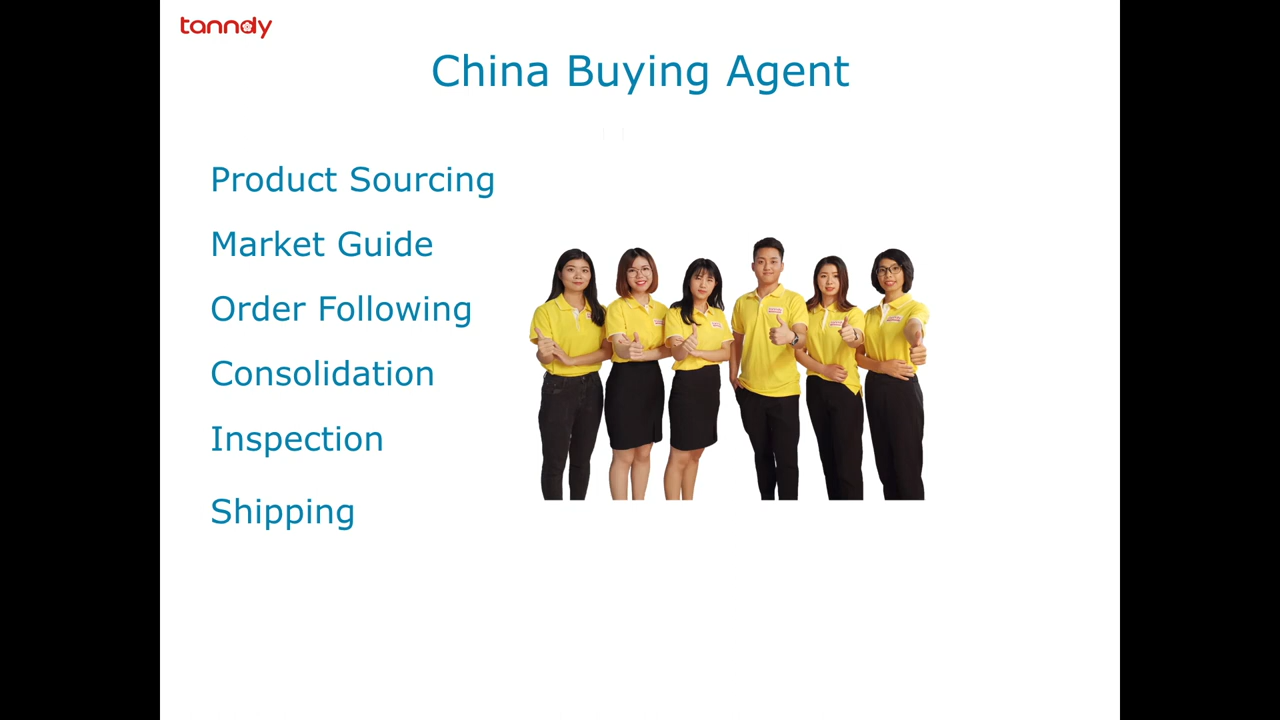 tanndy
China Buying Agent
Product Sourcing
Market Guide
Order Following
Consolidation
Inspection
Shipping